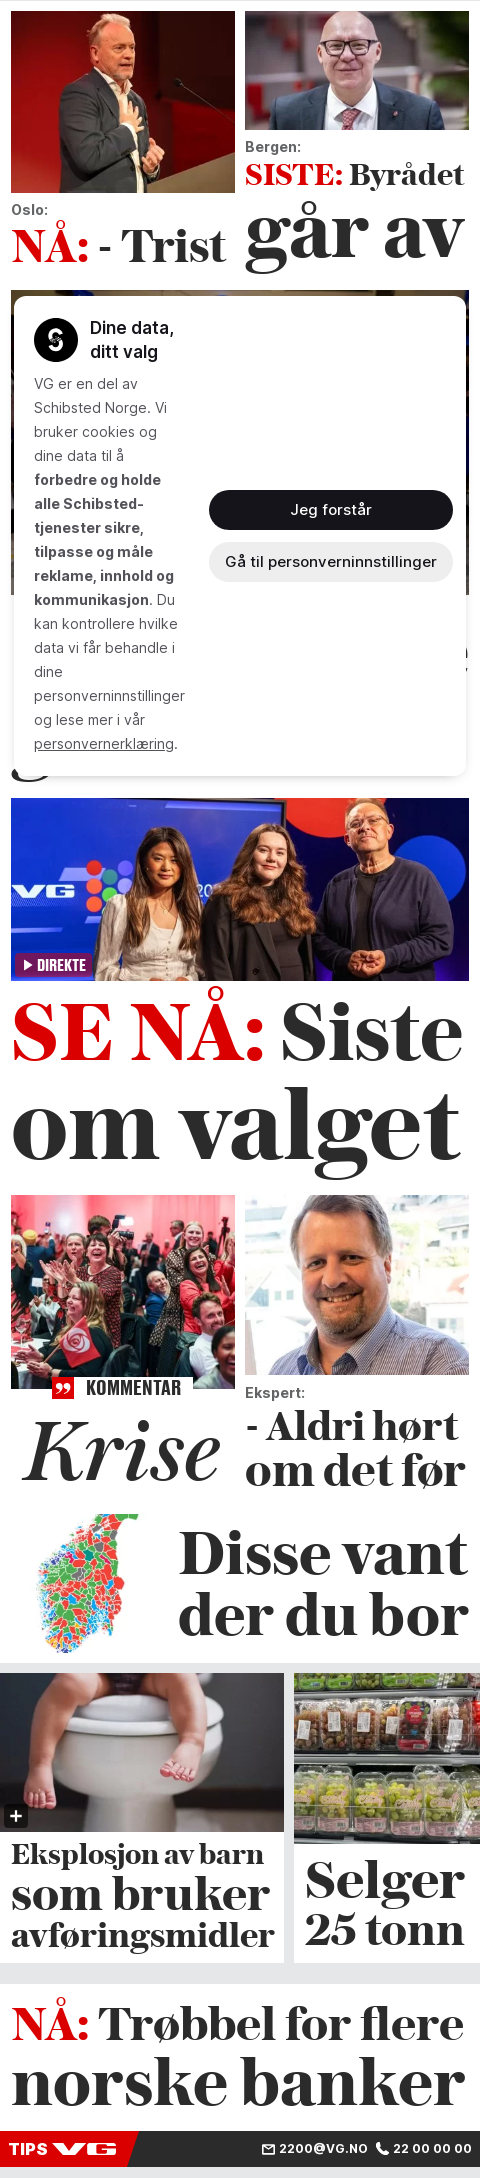 Oslo:
NÅ: - Trist
Bergen:
SISTE: Byrådet
går av
Dine data,
ditt valg
VG er en del av
Schibsted Norge. Vi
bruker cookies og
dine data til å
forbedre og holde
alle Schibsted-
tjenester sikre,
tilpasse og måle
reklame, innhold og
kommunikasjon. Du
kan kontrollere hvilke
data vi får behandle i
dine
personverninnstillinger
og lese mer i vår
personvernerklæring.
Jeg forstår
Gå til personverninnstillinger
VG
DIREKTE
SE NÅ: Siste
om valget
KOMMENTAR
Krise
Ekspert:
- Aldri hørt
om det før
Disse vant
der du bor
Eksplosjon av barn
som bruker
avføringsmidler
Selger
25 tonn
NÅ: Trøbbel for flere
norske banker
TIPS VG
2200@VG.NO 22 00 00 00